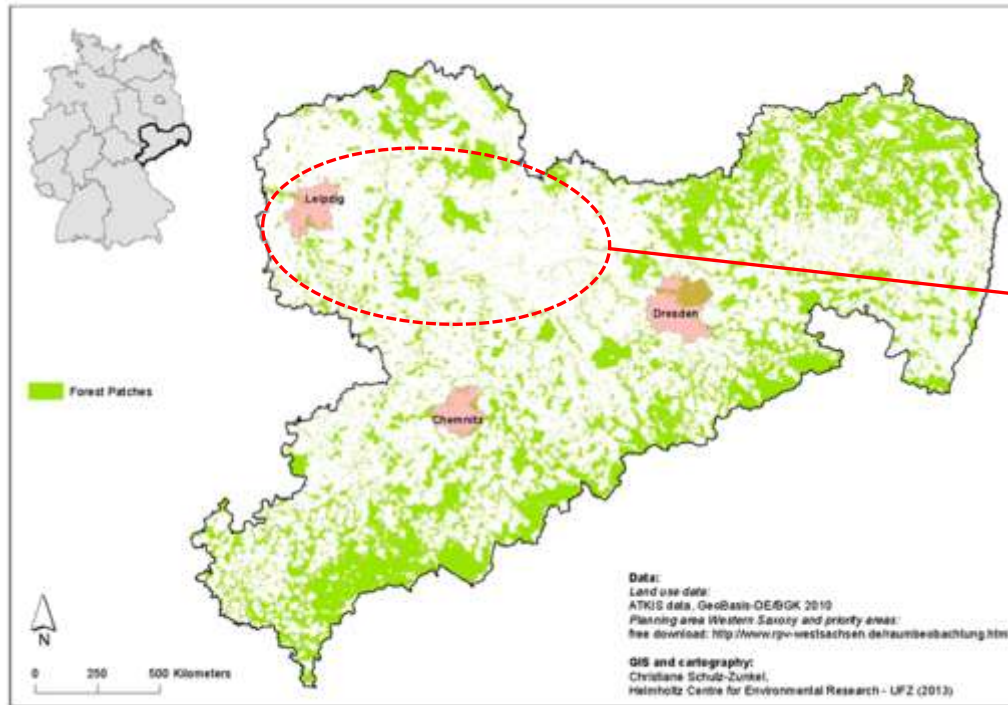 Leipzig
Dresden
Forest Patches
Chemnitz
Data:
Land use data:
ATKIS data, GeoBasis-DE/BGK 2010
Planning area Western Saxony and priority areas:
free download: http://www.rpv-westsachsen.de/raumbeobachtung.htm
N
0 250 500 Kilometers
GIS and cartography:
Christiane Schulz-Zunkel,
Helmholtz Centre for Environmental Research - UFZ (2013)